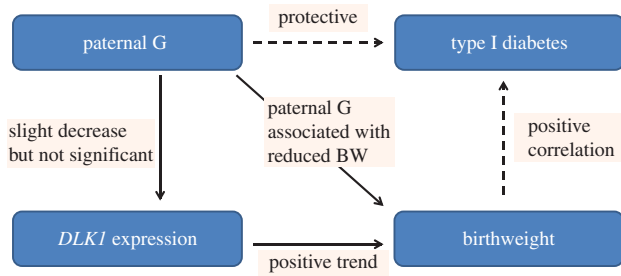 protective
paternal G
type I diabetes
slight decrease
but not significant
paternal G
associated with
reduced BW
positive
correlation
DLK1 expression
positive trend
birthweight